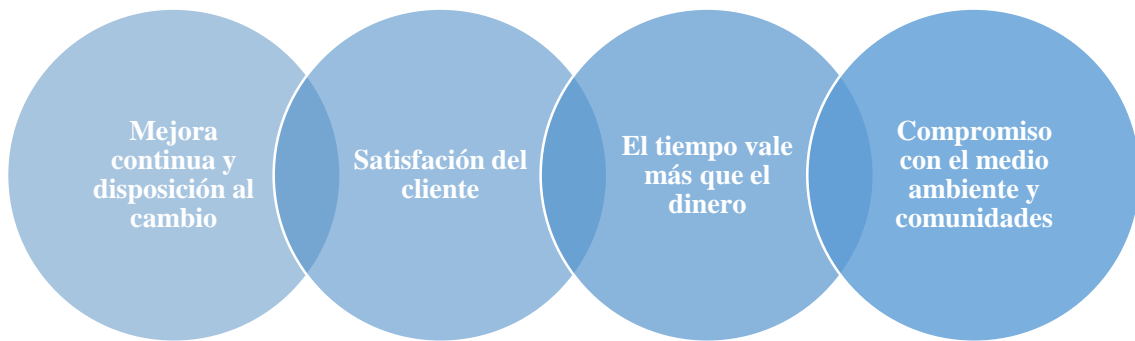 Mejora
continua y
disposición al
cambio
Satisfación del
cliente
El tiempo vale
más que el
dinero
Compromiso
con el medio
ambiente y
comunidades